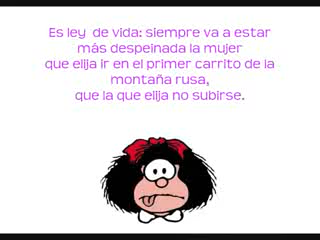 Es ley de vida: siempre va a estar
más despeinada la mujer
que elija ir en el primer carrito de la
montaña rusa,
que la que elija no subirse.